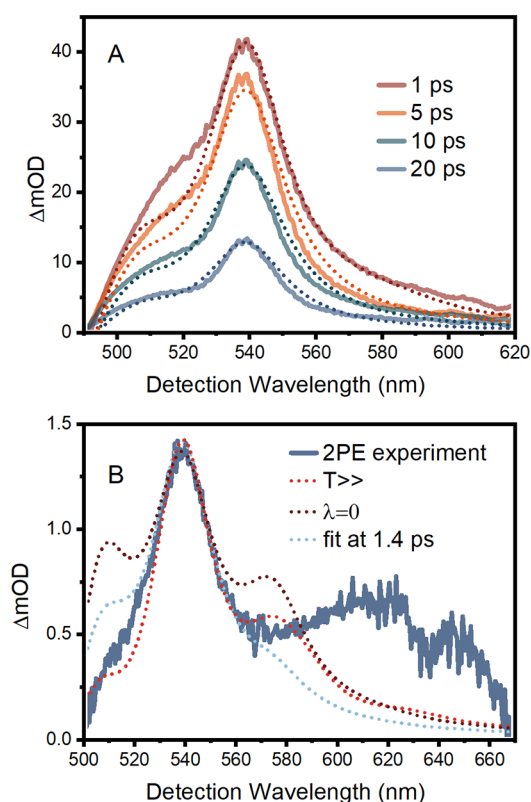 40
30
20
10
0
ΔmOD
A
1 ps
5 ps
10 ps
20 ps
500 520 540 560 580 600 620
Detection Wavelength (nm)
1.5
1.0
0.5
0.0
ΔmOD
B
2PE experiment
T>>
λ=0
fit at 1.4 ps
500 520 540 560 580 600 620 640 660
Detection Wavelength (nm)